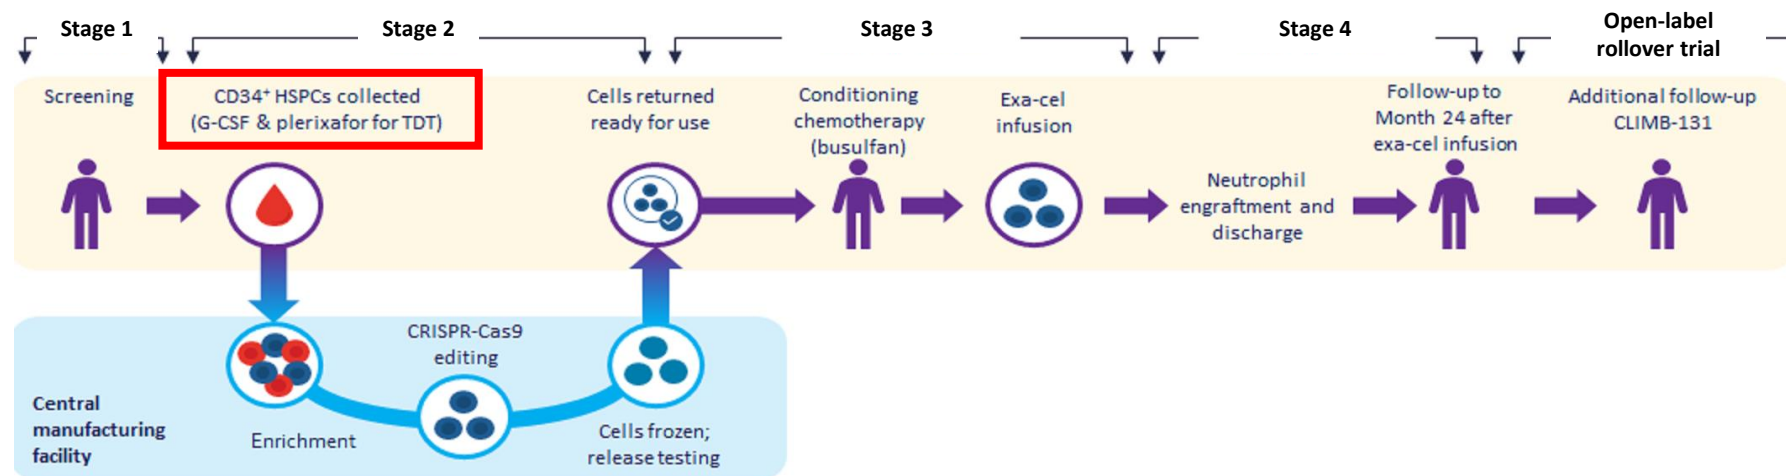 Stage 1
Stage 2
Stage 3
Stage 4
Open-label
rollover trial
Screening
CD34⁺ HSPCs collected
(G-CSF & plerixafor for TDT)
Cells returned
ready for use
Conditioning
chemotherapy
(busulfan)
Exa-cel
infusion
Neutrophil
engraftment and
discharge
Follow-up to
Month 24 after
exa-cel infusion
Additional follow-up
CLIMB-131
Central
manufacturing
facility
Enrichment
CRISPR-Cas9
editing
Cells frozen;
release testing